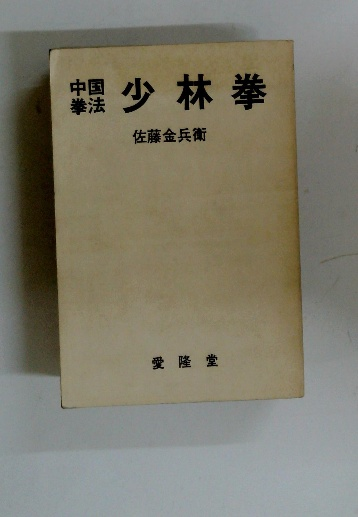 中国拳法 少林拳
佐藤金兵衛
愛隆堂